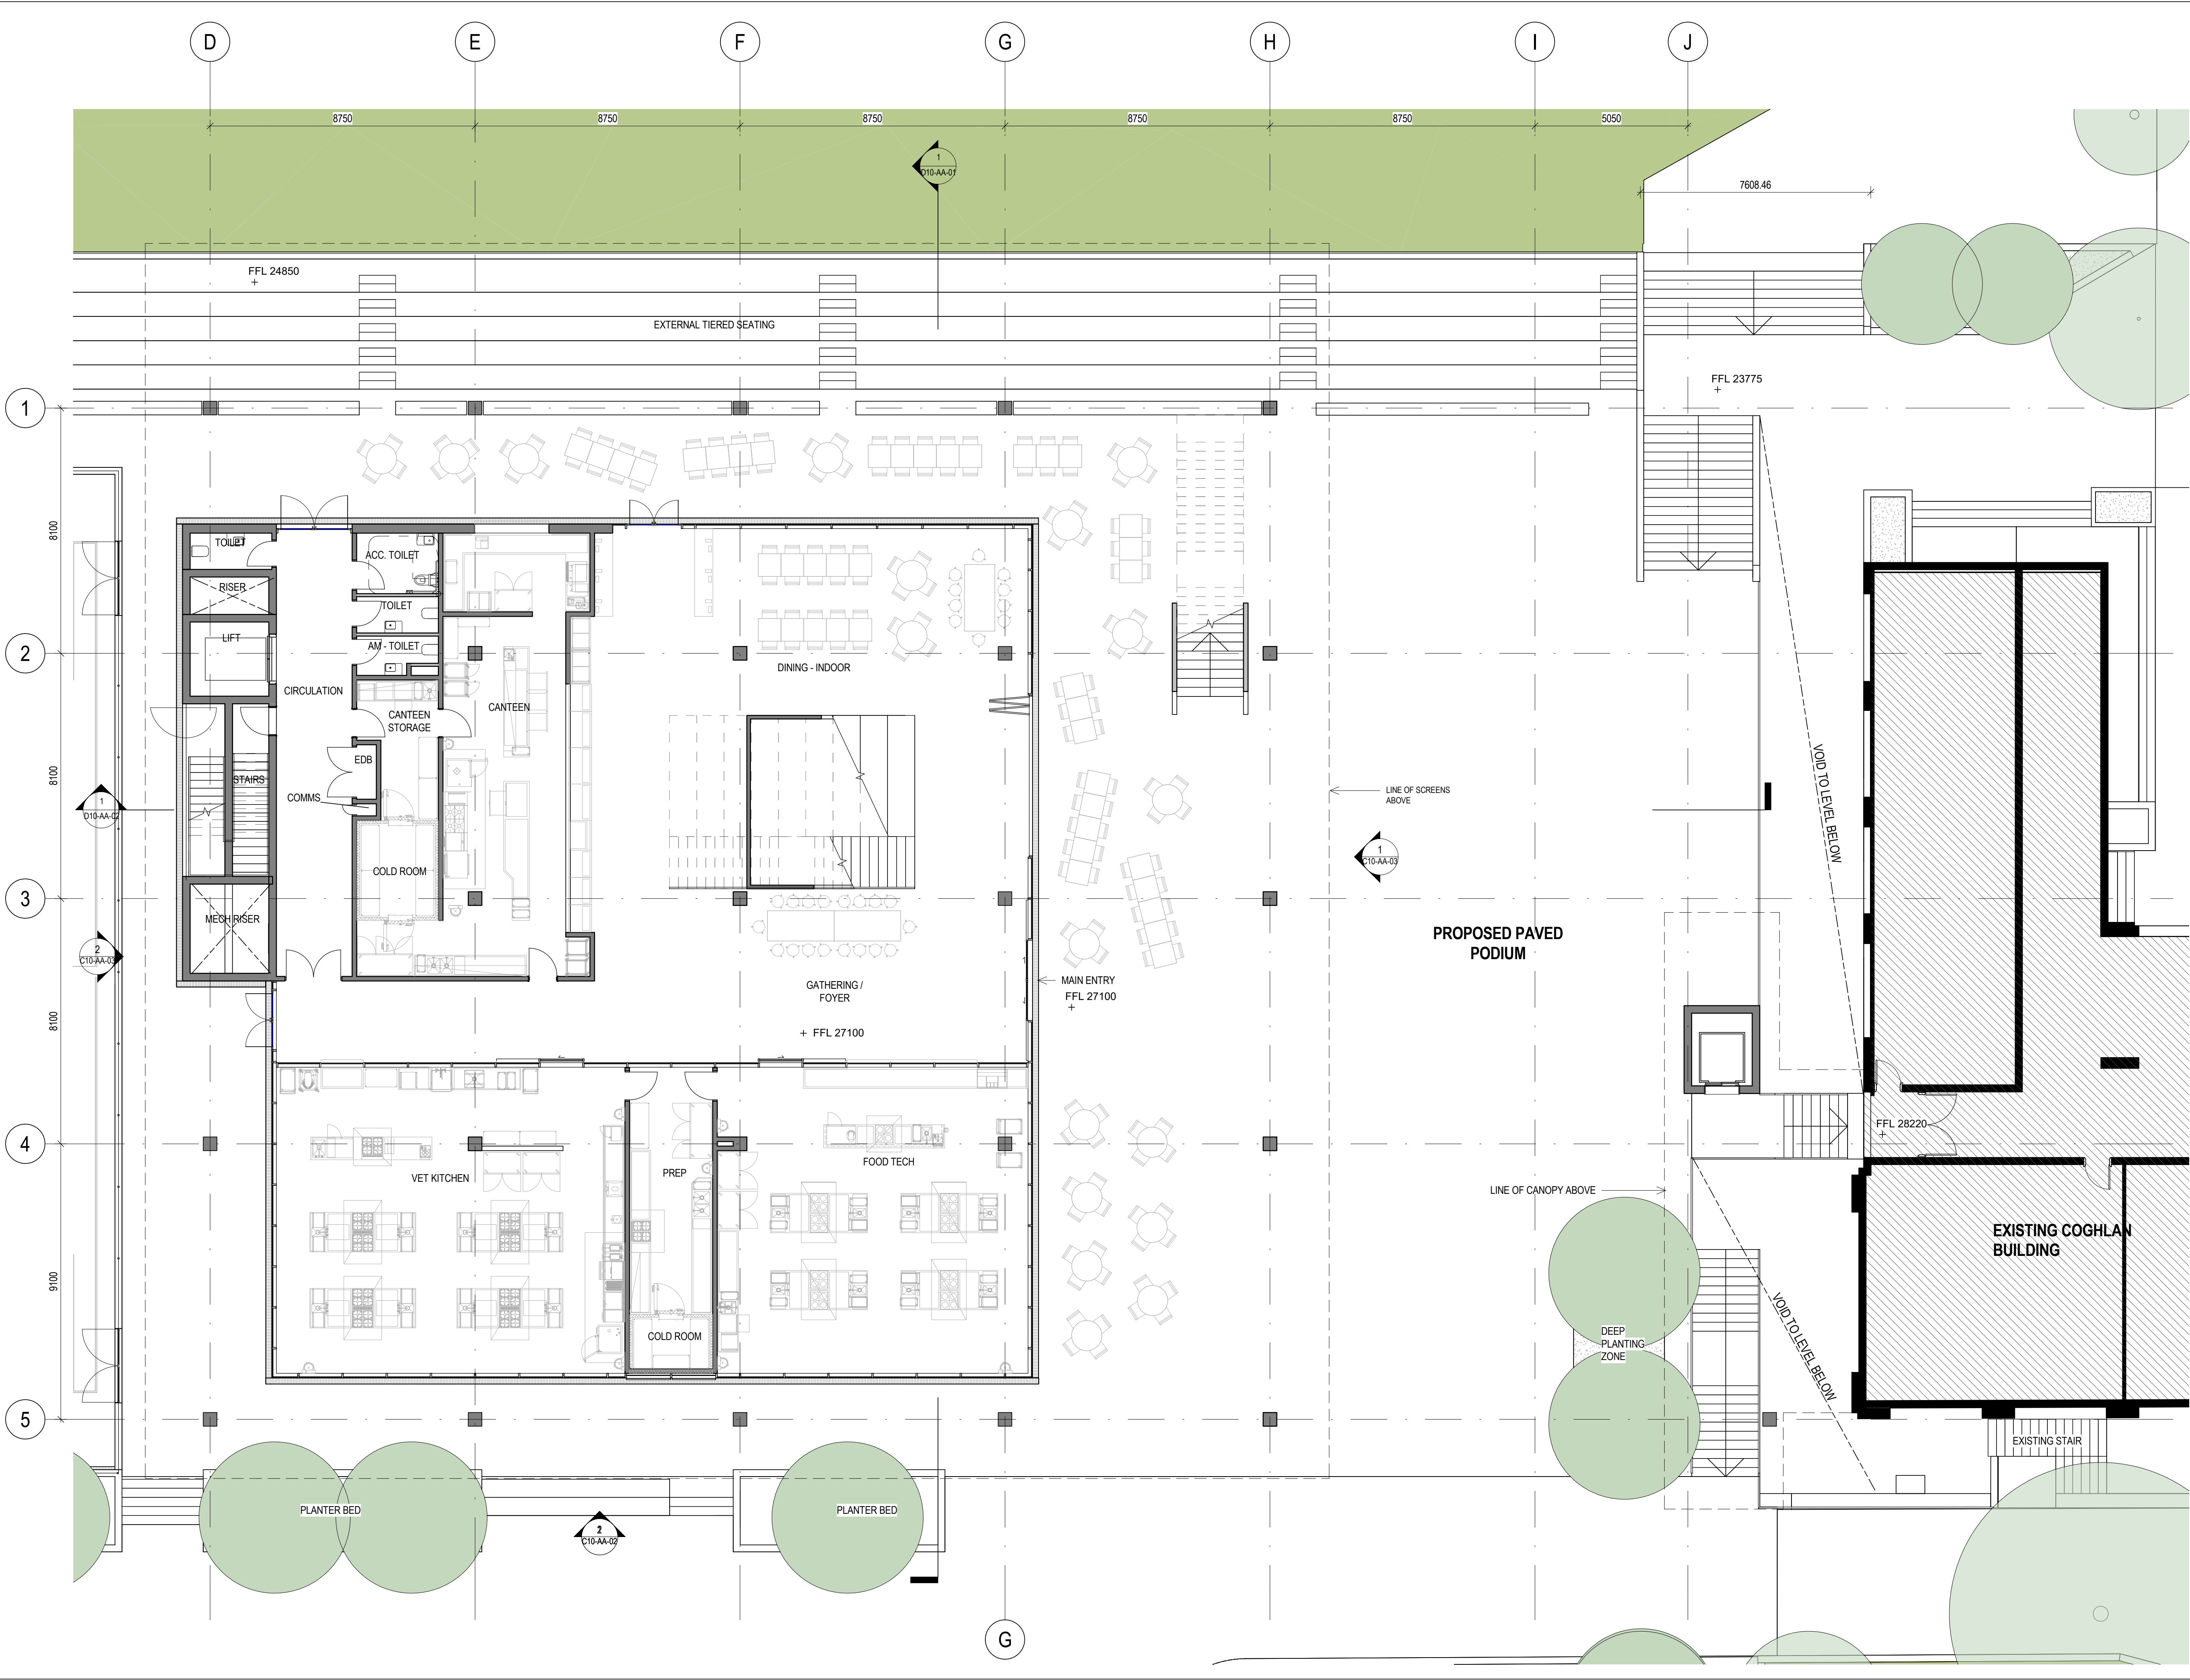 D
E
F
G
H
I
J
8750
8750
8750
8750
8750
5050
1
D10-AA-01
7608.46
FFL 24850
EXTERNAL TIERED SEATING
FFL 23775
1
8100
TOILET
ACC. TOILET
RISER
TOILET
LIFT
AM - TOILET
2
DINING - INDOOR
CIRCULATION
CANTEEN
STORAGE
CANTEEN
8100
EDB
STAIRS
COMMS
1
D10-AA-02
LINE OF SCREENS
ABOVE
VOID TO LEVEL BELOW
1
C10-AA-03
COLD ROOM
3
MECH RISER
PROPOSED PAVED
PODIUM
2
C10-AA-03
MAIN ENTRY
FFL 27100
GATHERING /
FOYER
8100
FFL 27100
4
FFL 28220
FOOD TECH
PREP
VET KITCHEN
LINE OF CANOPY ABOVE
EXISTING COGHLAN
BUILDING
9100
COLD ROOM
DEEP
PLANTING
ZONE
VOID TO LEVEL BELOW
5
EXISTING STAIR
PLANTER BED
PLANTER BED
2
C10-AA-02
G